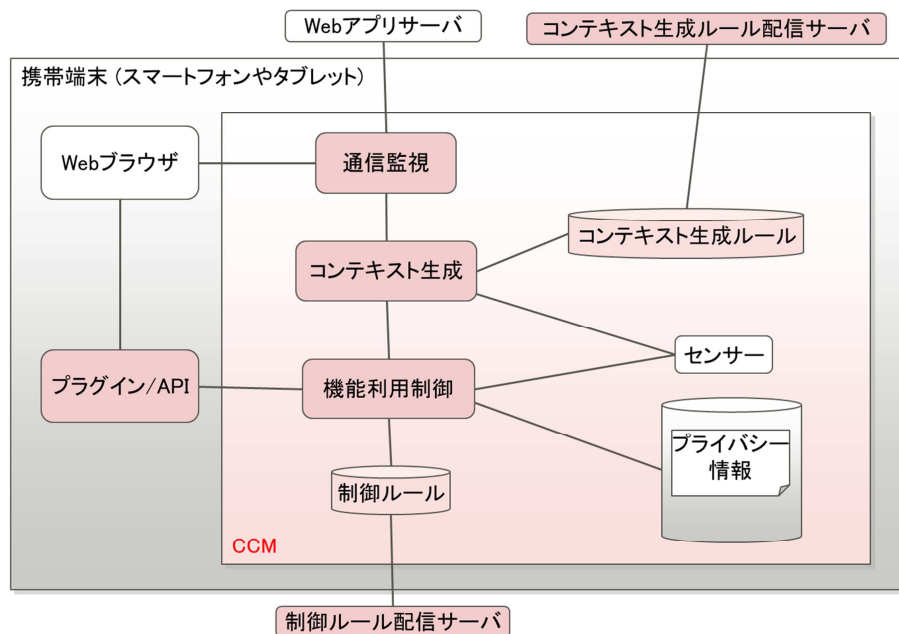 Webアプリサーバ
コンテキスト生成ルール配信サーバ
携帯端末 (スマートフォンやタブレット)
Webブラウザ
通信監視
コンテキスト生成ルール
コンテキスト生成
センサー
プラグイン/API
機能利用制御
プライバシー
情報
制御ルール
CCM
制御ルール配信サーバ